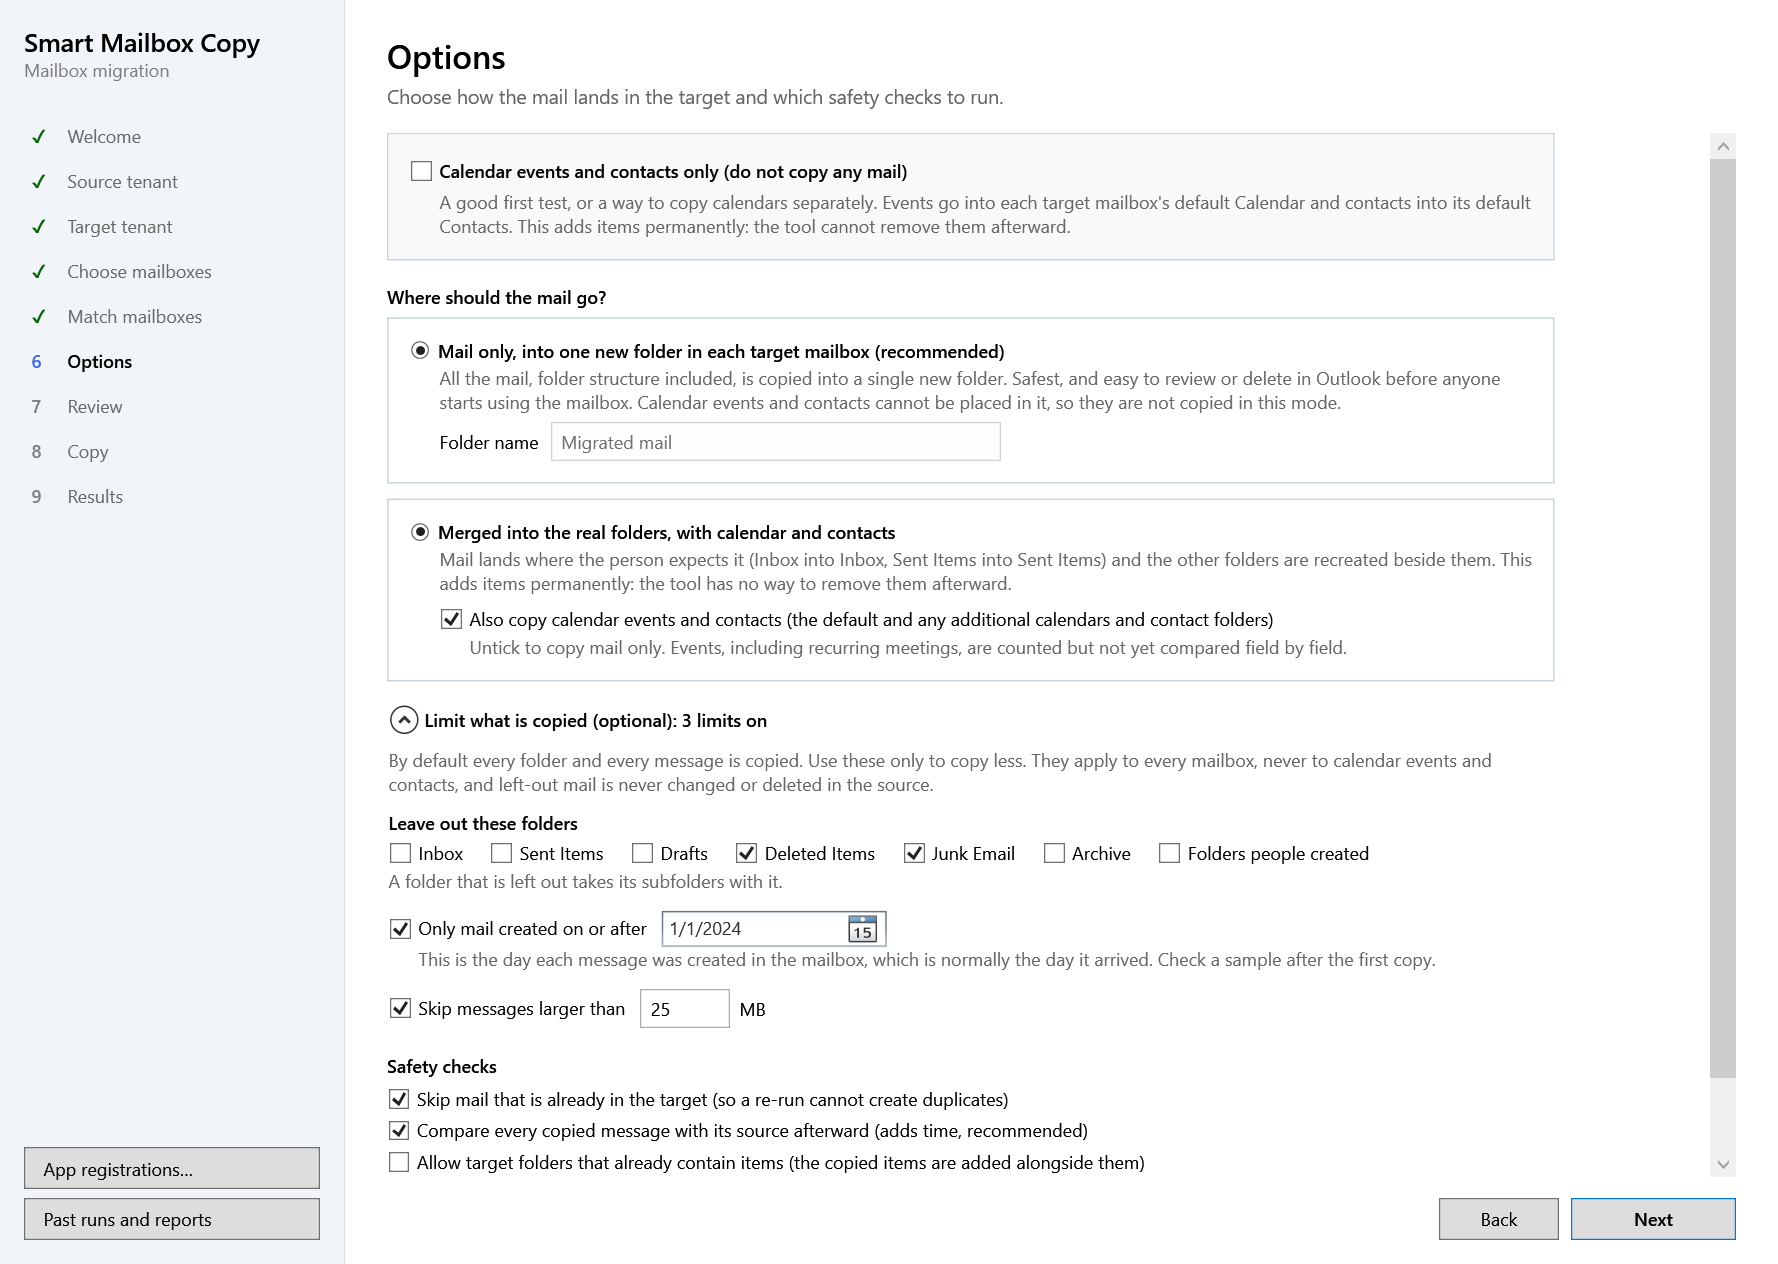 Smart Mailbox Copy
Mailbox migration
Welcome
Source tenant
Target tenant
Choose mailboxes
Match mailboxes
6 Options
7 Review
8 Copy
9 Results
App registrations...
Past runs and reports
Options
Choose how the mail lands in the target and which safety checks to run.
Calendar events and contacts only (do not copy any mail)
A good first test, or a way to copy calendars separately. Events go into each target mailbox's default Calendar and contacts into its default
Contacts. This adds items permanently: the tool cannot remove them afterward.
Where should the mail go?
Mail only, into one new folder in each target mailbox (recommended)
All the mail, folder structure included, is copied into a single new folder. Safest, and easy to review or delete in Outlook before anyone
starts using the mailbox. Calendar events and contacts cannot be placed in it, so they are not copied in this mode.
Folder name Migrated mail
Merged into the real folders, with calendar and contacts
Mail lands where the person expects it (Inbox into Inbox, Sent Items into Sent Items) and the other folders are recreated beside them. This
adds items permanently: the tool has no way to remove them afterward.
Also copy calendar events and contacts (the default and any additional calendars and contact folders)
Untick to copy mail only. Events, including recurring meetings, are counted but not yet compared field by field.
Limit what is copied (optional): 3 limits on
By default every folder and every message is copied. Use these only to copy less. They apply to every mailbox, never to calendar events and
contacts, and left-out mail is never changed or deleted in the source.
Leave out these folders
Inbox Sent Items Drafts Deleted Items Junk Email Archive Folders people created
A folder that is left out takes its subfolders with it.
Only mail created on or after 1/1/2024 15
This is the day each message was created in the mailbox, which is normally the day it arrived. Check a sample after the first copy.
Skip messages larger than 25 MB
Safety checks
Skip mail that is already in the target (so a re-run cannot create duplicates)
Compare every copied message with its source afterward (adds time, recommended)
Allow target folders that already contain items (the copied items are added alongside them)
Back Next